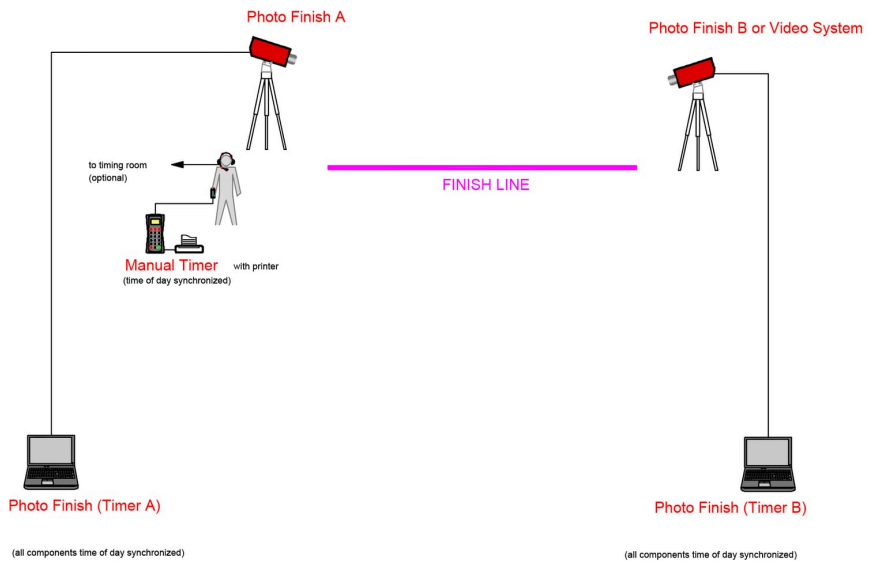 Photo Finish A
Photo Finish B or Video System
to timing room
(optional)
FINISH LINE
Manual Timer with printer
(time of day synchronized)
Photo Finish (Timer A)
Photo Finish (Timer B)
(all components time of day synchronized)
(all components time of day synchronized)